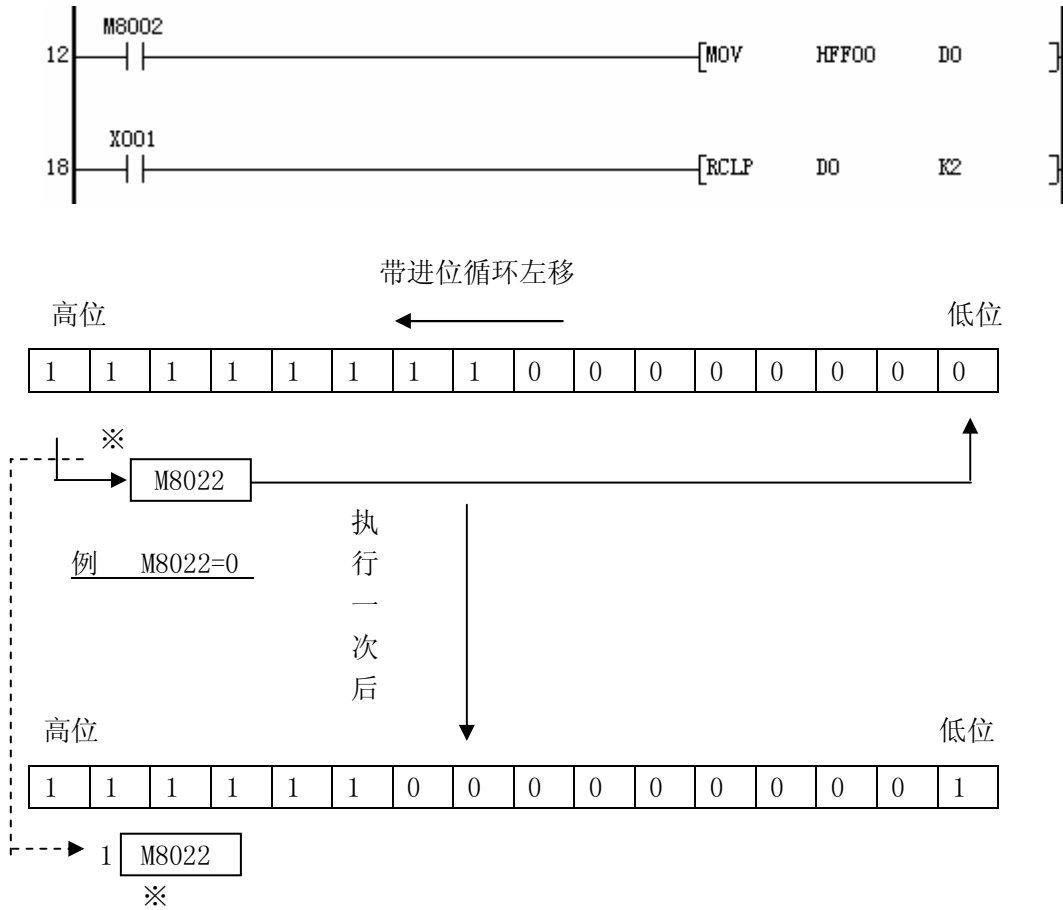 M8002
12 MOV HFF00 D0
X001
18 RCLP D0 K2
带进位循环左移
高位 低位
1 1 1 1 1 1 1 1 0 0 0 0 0 0 0 0
※
M8022
例 M8022=0
执
行
一
次
后
高位 低位
1 1 1 1 1 1 0 0 0 0 0 0 0 0 0 1
1 M8022
※